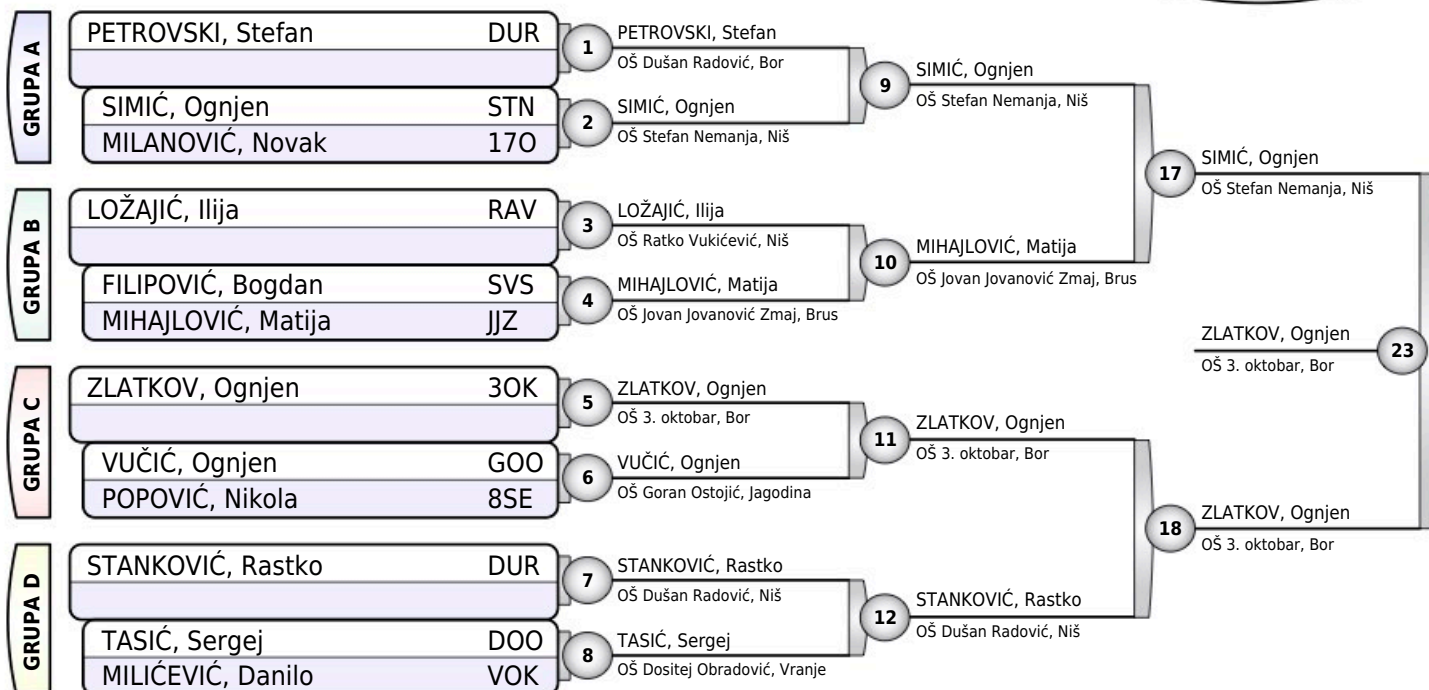 GRUPA A
PETROVSKI, Stefan DUR
SIMIĆ, Ognjen STN
MILANOVIĆ, Novak 17O
GRUPA B
LOŽAJIĆ, Ilija RAV
FILIPOVIĆ, Bogdan SVS
MIHAJLOVIĆ, Matija JJZ
GRUPA C
ZLATKOV, Ognjen 3OK
VUČIĆ, Ognjen GOO
POPOVIĆ, Nikola 8SE
GRUPA D
STANKOVIĆ, Rastko DUR
TASIĆ, Sergej DOO
MILIĆEVIĆ, Danilo VOK
1
PETROVSKI, Stefan
OŠ Dušan Radović, Bor
2
SIMIĆ, Ognjen
OŠ Stefan Nemanja, Niš
3
LOŽAJIĆ, Ilija
OŠ Ratko Vukićević, Niš
4
MIHAJLOVIĆ, Matija
OŠ Jovan Jovanović Zmaj, Brus
5
ZLATKOV, Ognjen
OŠ 3. oktobar, Bor
6
VUČIĆ, Ognjen
OŠ Goran Ostojić, Jagodina
7
STANKOVIĆ, Rastko
OŠ Dušan Radović, Niš
8
TASIĆ, Sergej
OŠ Dositej Obradović, Vranje
9
SIMIĆ, Ognjen
OŠ Stefan Nemanja, Niš
10
MIHAJLOVIĆ, Matija
OŠ Jovan Jovanović Zmaj, Brus
11
ZLATKOV, Ognjen
OŠ 3. oktobar, Bor
12
STANKOVIĆ, Rastko
OŠ Dušan Radović, Niš
17
SIMIĆ, Ognjen
OŠ Stefan Nemanja, Niš
18
ZLATKOV, Ognjen
OŠ 3. oktobar, Bor
ZLATKOV, Ognjen
OŠ 3. oktobar, Bor
23